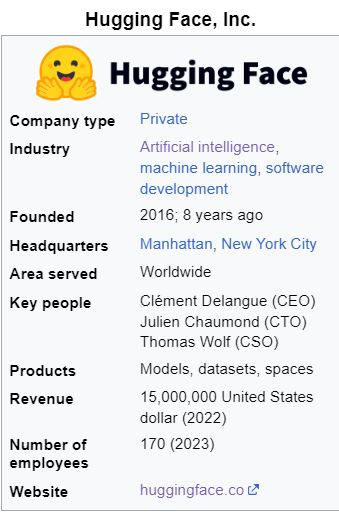 Hugging Face, Inc.
Hugging Face
Company type Private
Industry Artificial intelligence,
machine learning, software
development
Founded 2016; 8 years ago
Headquarters Manhattan, New York City
Area served Worldwide
Key people Clément Delangue (CEO)
Julien Chaumond (CTO)
Thomas Wolf (CSO)
Products Models, datasets, spaces
Revenue 15,000,000 United States
dollar (2022)
Number of employees 170 (2023)
Website huggingface.co